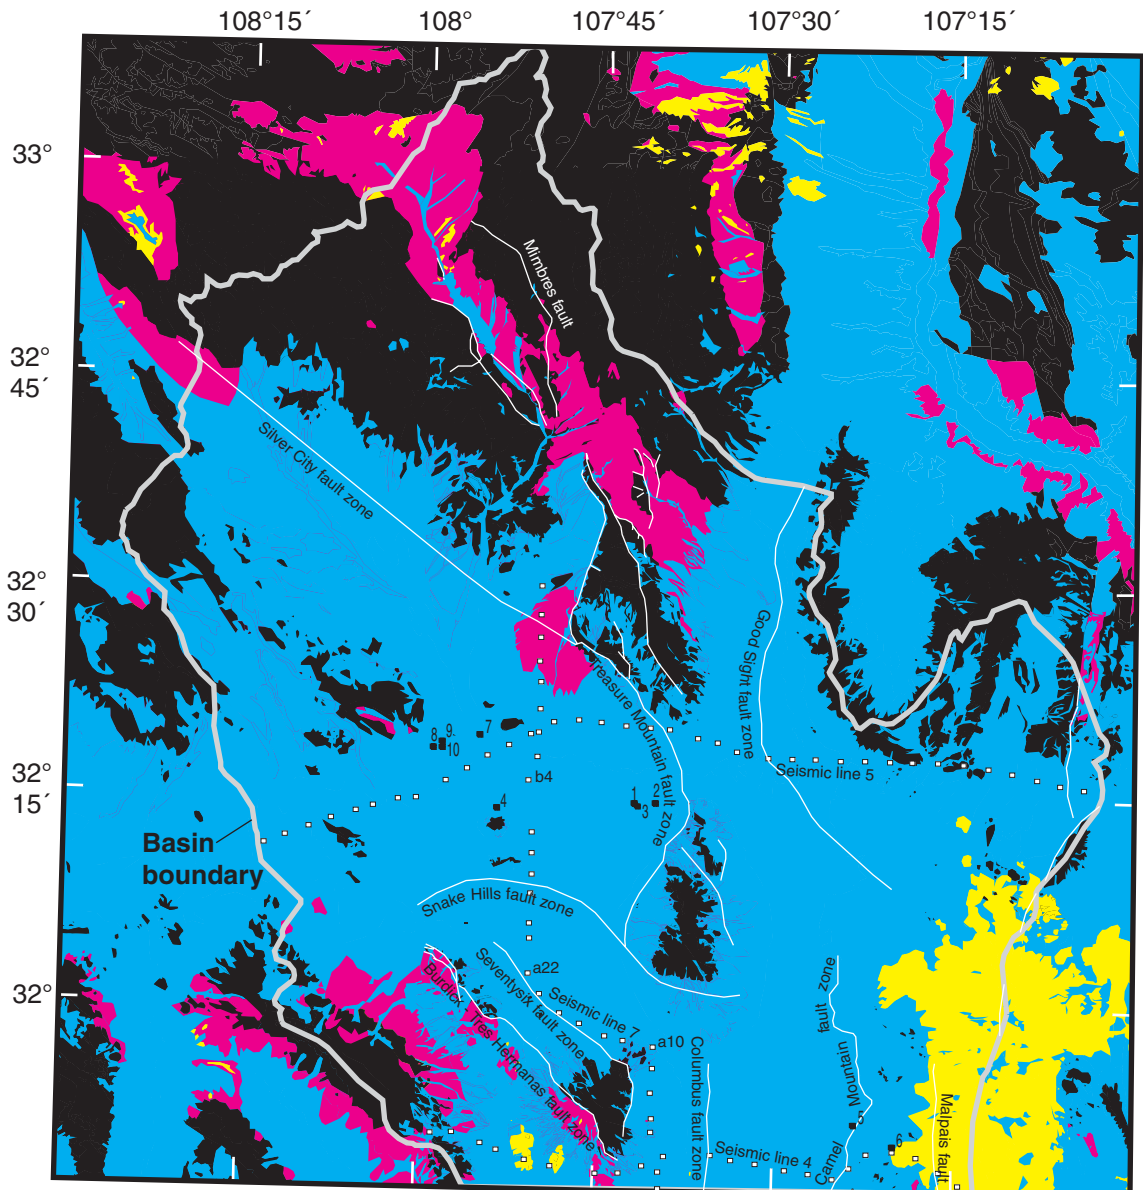 108°15´ 108° 107°45´ 107°30´ 107°15´
33°
Mimbres fault
32°
45´
Silver City fault zone
32°
30´
Good Sight fault zone
Treasure Mountain fault zone
8 9 7
10
32°
15´
b4
Seismic line 5
1 2
3
4
Basin
boundary
Snake Hills fault zone
32°
a22
Seventysix fault zone
Seismic line 7
Burdick - Tres Hermanas fault zone
a10
Columbus fault zone
Camel Mountain fault zone
5
6
Malpais fault
Seismic line 4